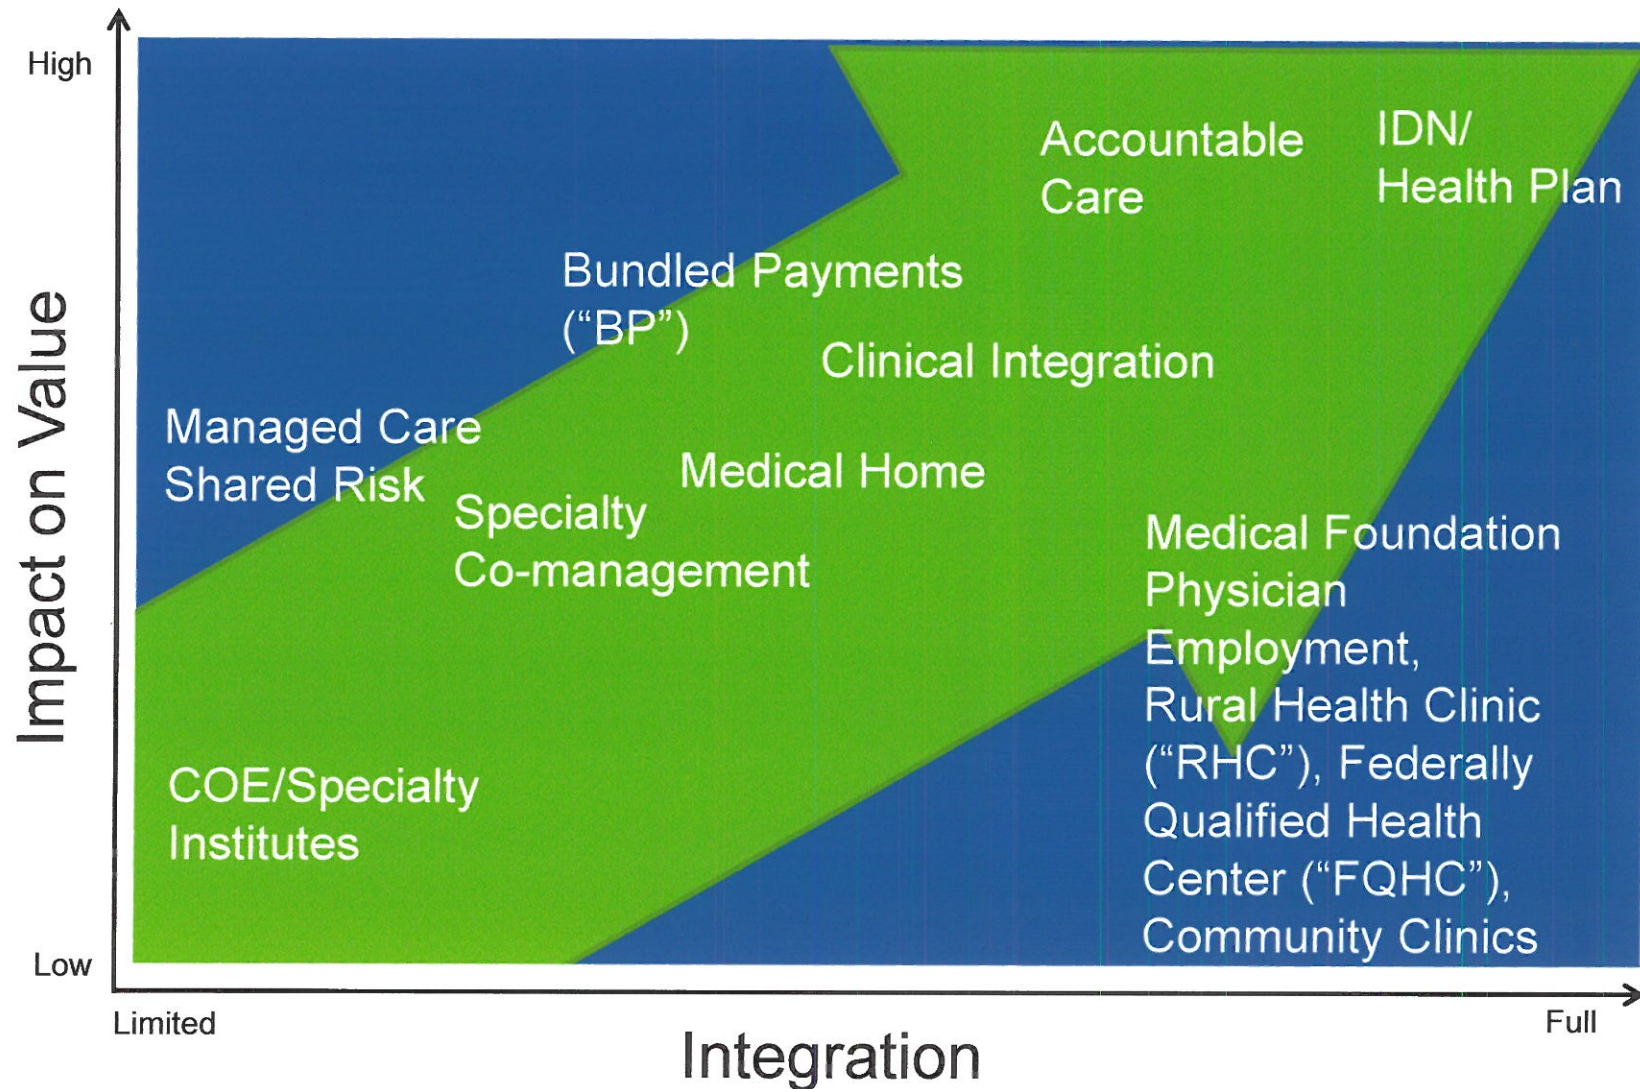 High
Accountable
Care
IDN/
Health Plan
Bundled Payments
(“BP”)
Clinical Integration
Managed Care
Shared Risk
Medical Home
Specialty
Co-management
Medical Foundation
Physician
Employment,
Rural Health Clinic
(“RHC”), Federally
Qualified Health
Center (“FQHC”),
Community Clinics
COE/Specialty
Institutes
Impact on Value
Low
Limited
Full
Integration